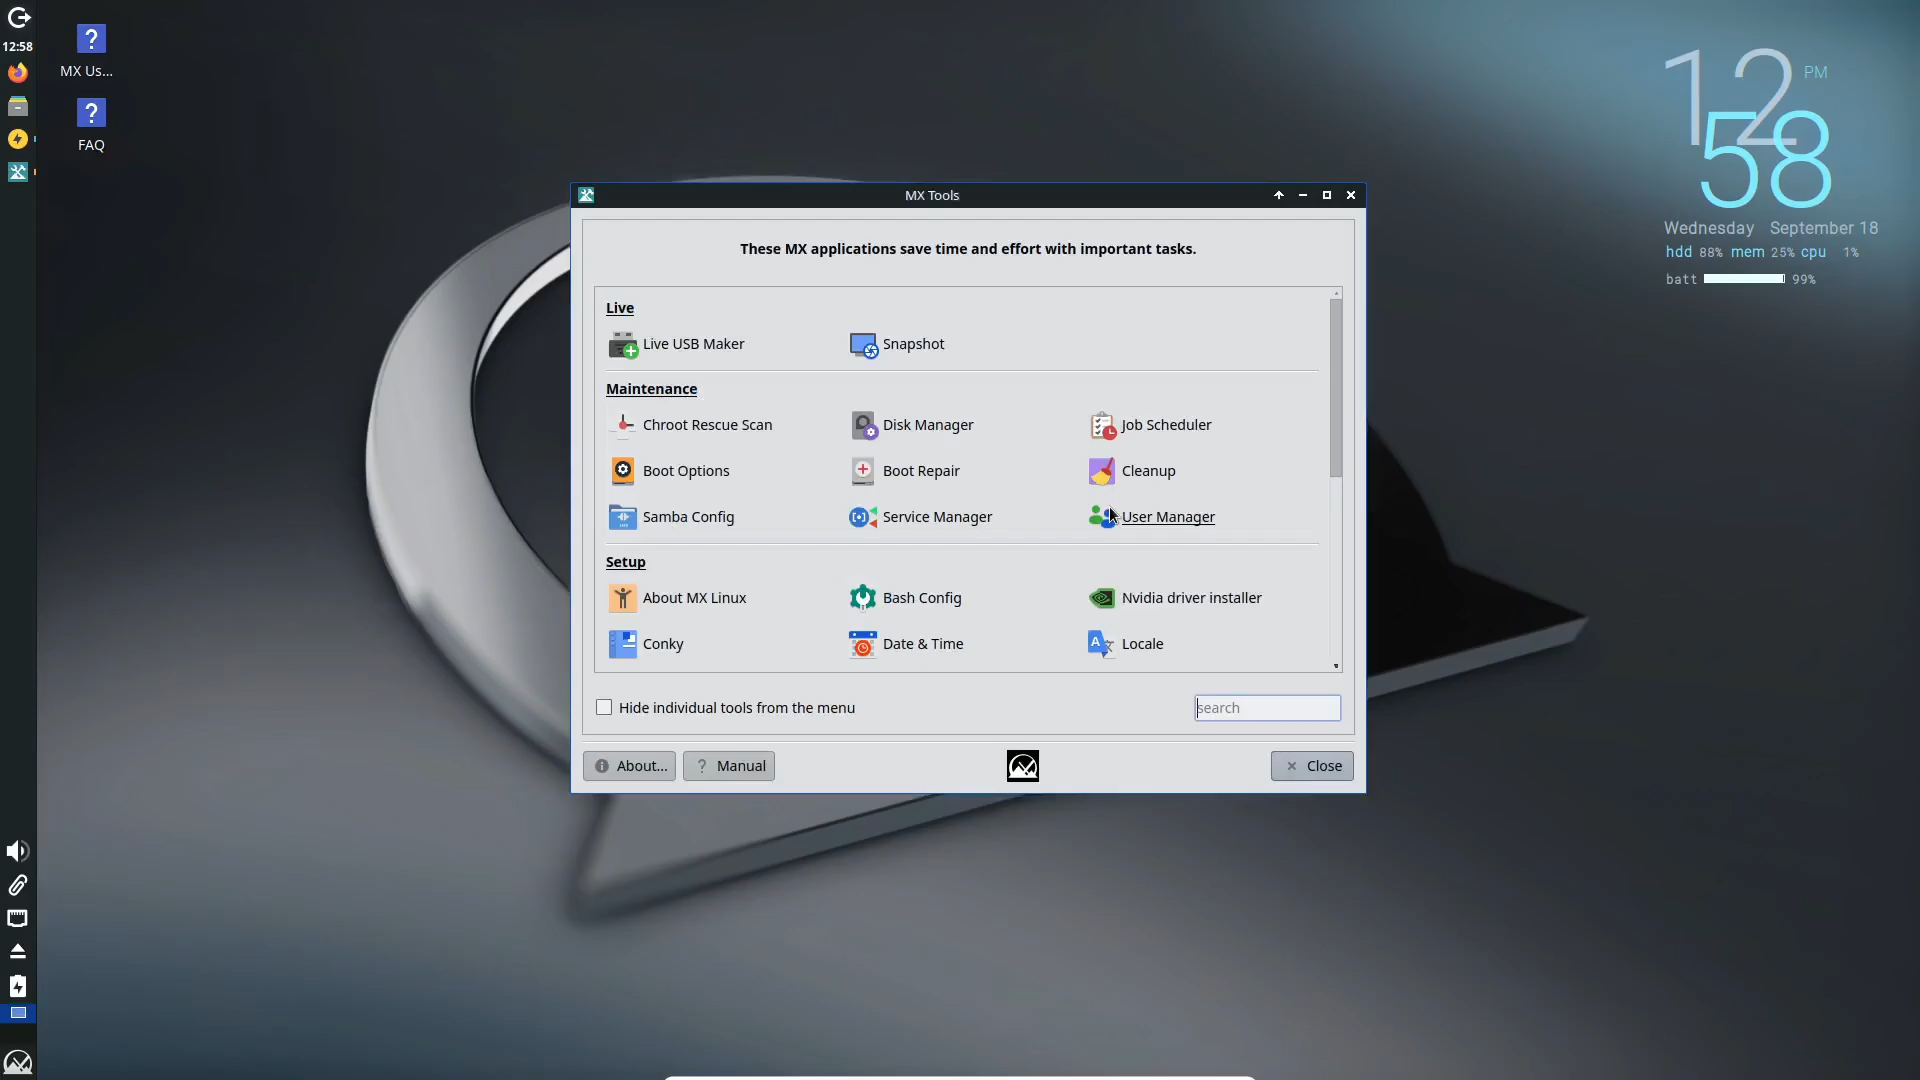 12:58
MX Us...
FAQ
12 PM
58
Wednesday September 18
hdd 88% mem 25% cpu 1%
batt 99%
MX Tools
These MX applications save time and effort with important tasks.
Live
Live USB Maker Snapshot
Maintenance
Chroot Rescue Scan Disk Manager Job Scheduler
Boot Options Boot Repair Cleanup
Samba Config Service Manager User Manager
Setup
About MX Linux Bash Config Nvidia driver installer
Conky Date & Time Locale
Hide individual tools from the menu search
About... ? Manual Close